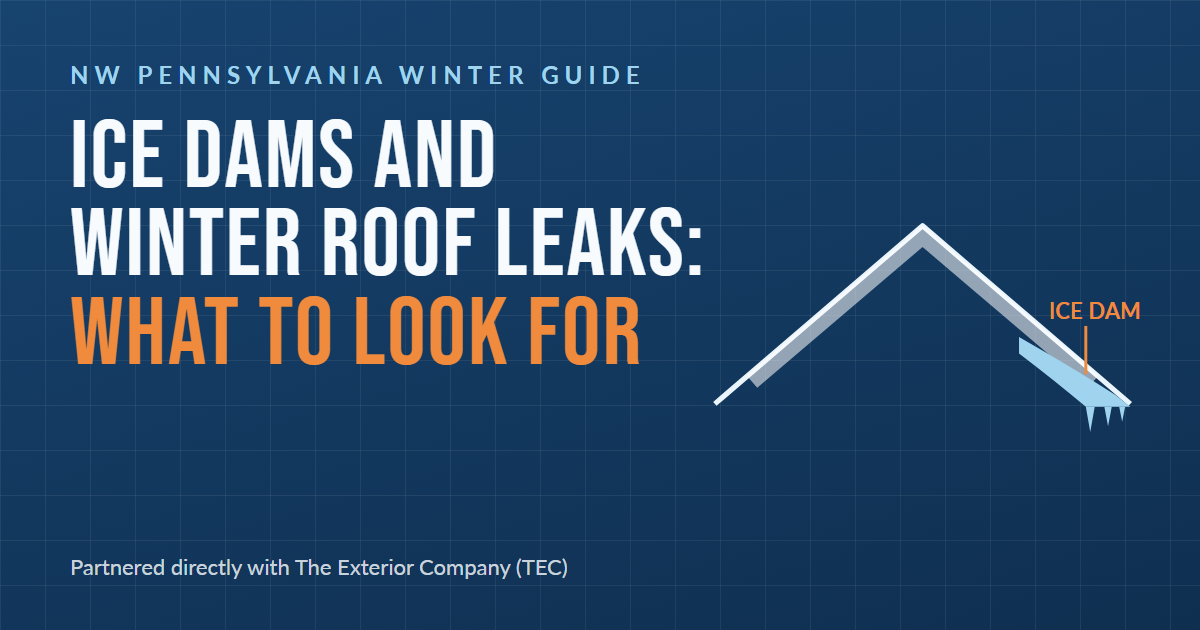 NW PENNSYLVANIA WINTER GUIDE
ICE DAMS AND
WINTER ROOF LEAKS:
WHAT TO LOOK FOR
ICE DAM
Partnered directly with The Exterior Company (TEC)